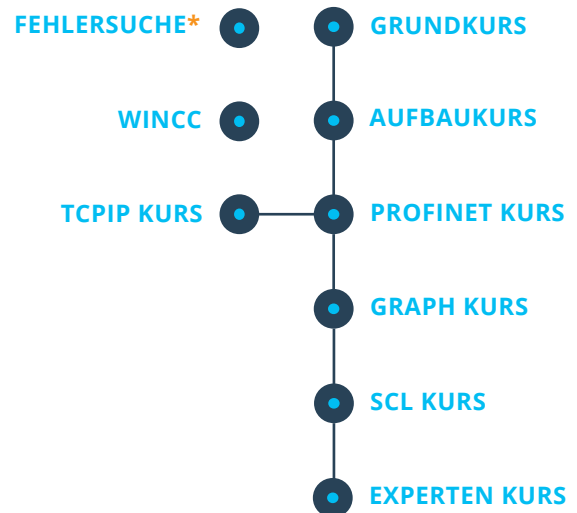 FEHLERSUCHE*
GRUNDKURS
WINCC
AUFBAUKURS
TCPIP KURS
PROFINET KURS
GRAPH KURS
SCL KURS
EXPERTEN KURS